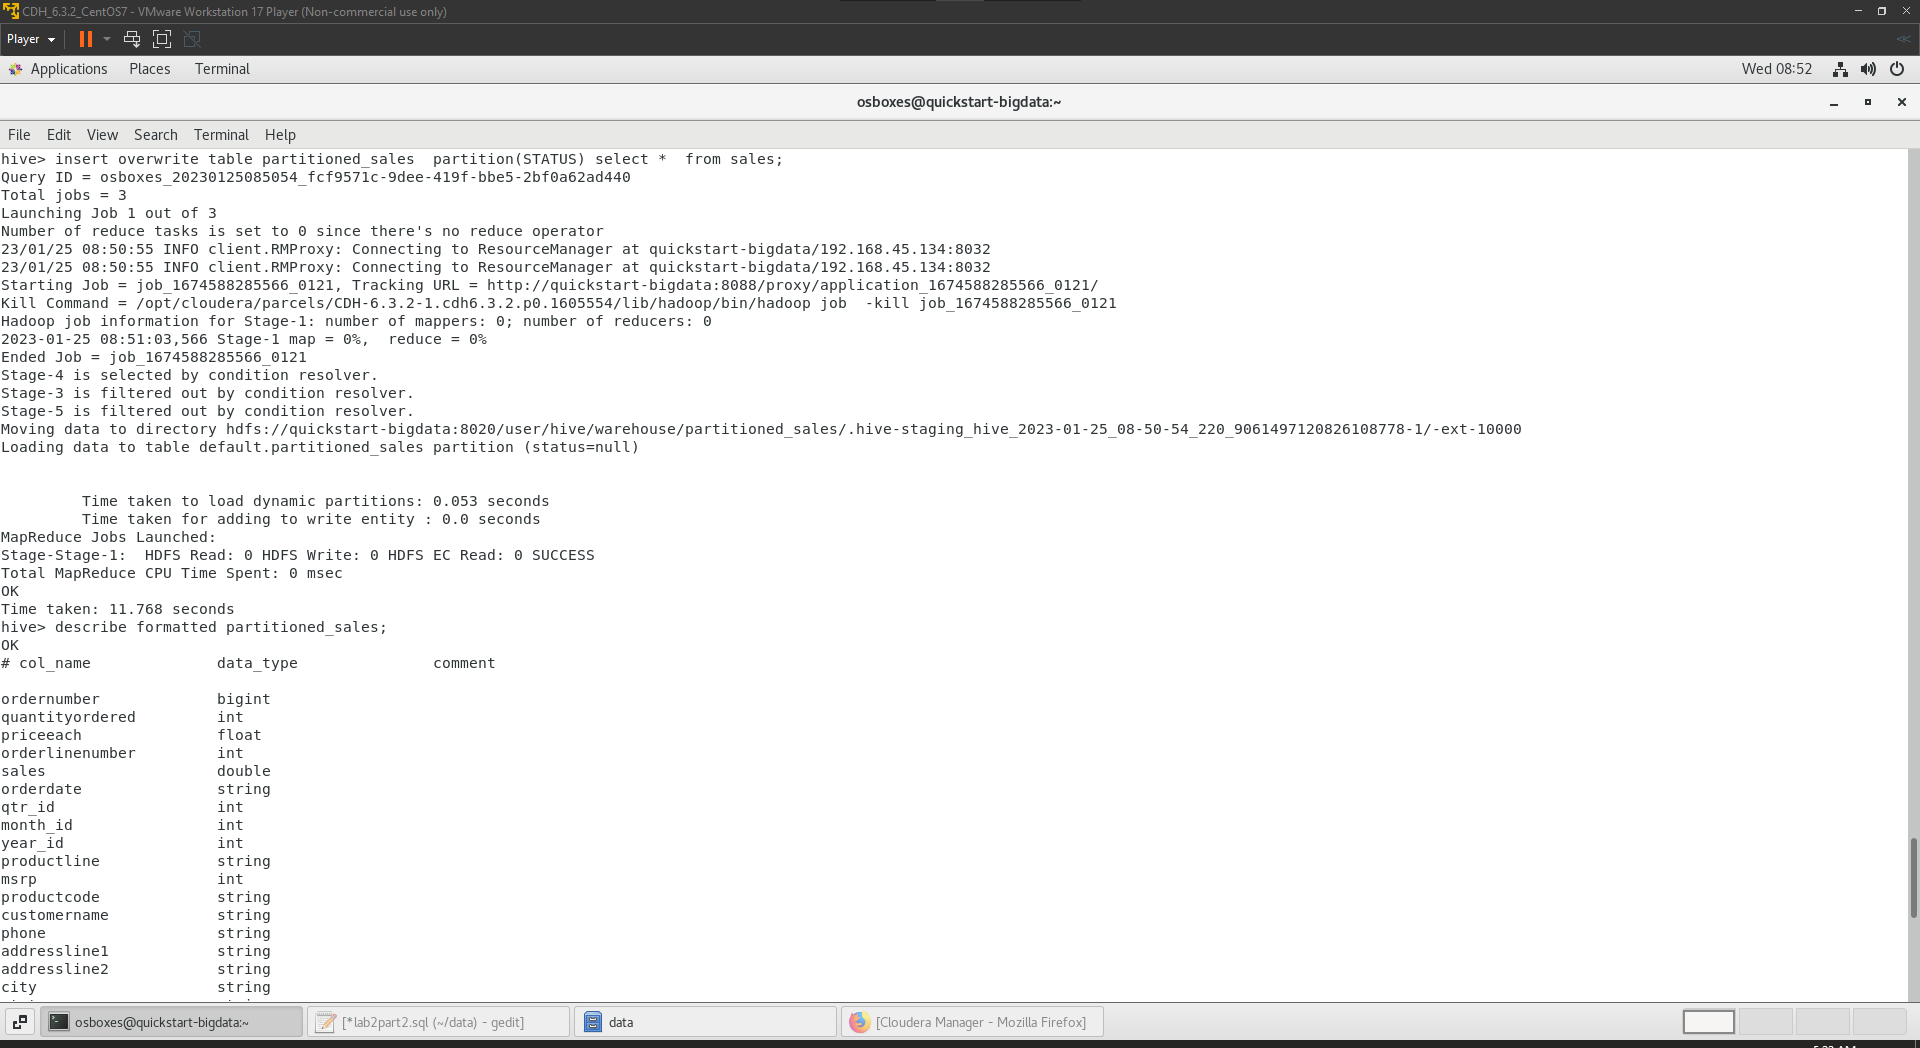 CDH_6.3.2_CentOS7 - VMware Workstation 17 Player (Non-commercial use only)
Player
Applications Places Terminal Wed 08:52
osboxes@quickstart-bigdata:~
File Edit View Search Terminal Help
hive> insert overwrite table partitioned_sales  partition(STATUS) select *  from sales;
Query ID = osboxes_20230125085054_fcf9571c-9dee-419f-bbe5-2bf0a62ad440
Total jobs = 3
Launching Job 1 out of 3
Number of reduce tasks is set to 0 since there's no reduce operator
23/01/25 08:50:55 INFO client.RMProxy: Connecting to ResourceManager at quickstart-bigdata/192.168.45.134:8032
23/01/25 08:50:55 INFO client.RMProxy: Connecting to ResourceManager at quickstart-bigdata/192.168.45.134:8032
Starting Job = job_1674588285566_0121, Tracking URL = http://quickstart-bigdata:8088/proxy/application_1674588285566_0121/
Kill Command = /opt/cloudera/parcels/CDH-6.3.2-1.cdh6.3.2.p0.1605554/lib/hadoop/bin/hadoop job  -kill job_1674588285566_0121
Hadoop job information for Stage-1: number of mappers: 0; number of reducers: 0
2023-01-25 08:51:03,566 Stage-1 map = 0%,  reduce = 0%
Ended Job = job_1674588285566_0121
Stage-4 is selected by condition resolver.
Stage-3 is filtered out by condition resolver.
Stage-5 is filtered out by condition resolver.
Moving data to directory hdfs://quickstart-bigdata:8020/user/hive/warehouse/partitioned_sales/.hive-staging_hive_2023-01-25_08-50-54_220_9061497120826108778-1/-ext-10000
Loading data to table default.partitioned_sales partition (status=null)
Time taken to load dynamic partitions: 0.053 seconds
Time taken for adding to write entity : 0.0 seconds
MapReduce Jobs Launched:
Stage-Stage-1:  HDFS Read: 0 HDFS Write: 0 HDFS EC Read: 0 SUCCESS
Total MapReduce CPU Time Spent: 0 msec
OK
Time taken: 11.768 seconds
hive> describe formatted partitioned_sales;
OK
# col_name data_type comment
ordernumber bigint
quantityordered int
priceeach float
orderlinenumber int
sales double
orderdate string
qtr_id int
month_id int
year_id int
productline string
msrp int
productcode string
customername string
phone string
addressline1 string
addressline2 string
city string
osboxes@quickstart-bigdata:~ [*lab2part2.sql (~/data) - gedit] data [Cloudera Manager - Mozilla Firefox]